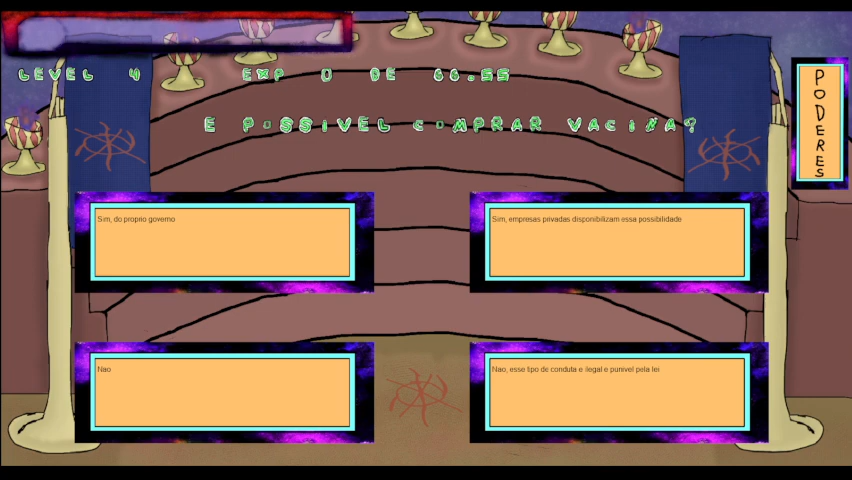 LEVEL 4 EXP 0 DE 66.55
PODERES
E POSSIVEL COMPRAR VACINA?
Sim, do proprio governo
Sim, empresas privadas disponibilizam essa possibilidade
Nao
Nao, esse tipo de conduta e ilegal e punivel pela lei